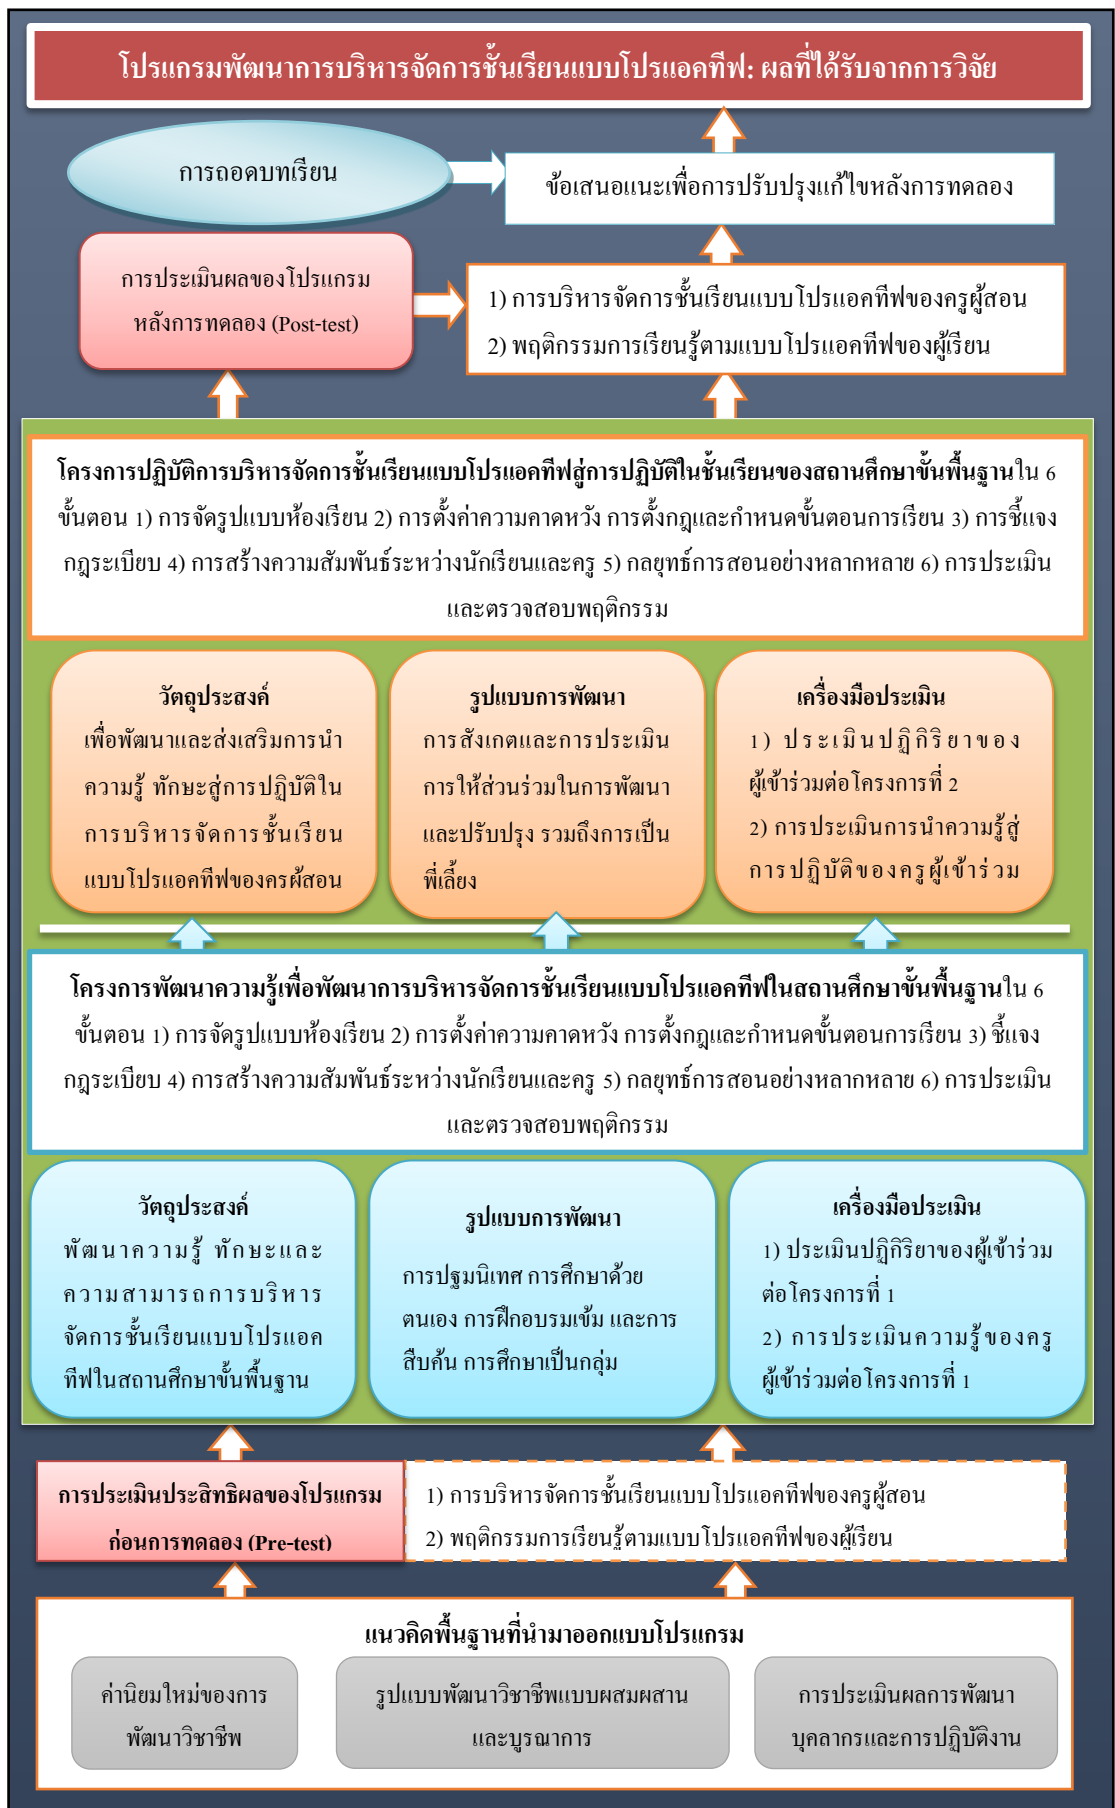 โปรแกรมพัฒนาการบริหารจัดการชั้นเรียนแบบโปรแอคทีฟ: ผลที่ได้รับจากการวิจัย
การถอดบทเรียน
ข้อเสนอแนะเพื่อการปรับปรุงแก้ไขหลังการทดลอง
การประเมินผลของโปรแกรม
หลังการทดลอง (Post-test)
1) การบริหารจัดการชั้นเรียนแบบโปรแอคทีฟของครูผู้สอน
2) พฤติกรรมการเรียนรู้ตามแบบโปรแอคทีฟของผู้เรียน
โครงการปฏิบัติการบริหารจัดการชั้นเรียนแบบโปรแอคทีฟสู่การปฏิบัติในชั้นเรียนของสถานศึกษาขั้นพื้นฐานใน 6
ขั้นตอน 1) การจัดรูปแบบห้องเรียน 2) การตั้งค่าความคาดหวัง การตั้งกฎและกำหนดขั้นตอนการเรียน 3) การชี้แจง
กฎระเบียบ 4) การสร้างความสัมพันธ์ระหว่างนักเรียนและครู 5) กลยุทธ์การสอนอย่างหลากหลาย 6) การประเมิน
และตรวจสอบพฤติกรรม
วัตถุประสงค์
เพื่อพัฒนาและส่งเสริมการนำ
ความรู้ ทักษะสู่การปฏิบัติใน
การบริหารจัดการชั้นเรียน
แบบโปรแอคทีฟของครูผู้สอน
รูปแบบการพัฒนา
การสังเกตและการประเมิน
การให้ส่วนร่วมในการพัฒนา
และปรับปรุง รวมถึงการเป็น
พี่เลี้ยง
เครื่องมือประเมิน
1) ประเมินปฏิกิริยาของ
ผู้เข้าร่วมต่อโครงการที่ 2
2) การประเมินการนำความรู้สู่
การปฏิบัติของครูผู้เข้าร่วม
โครงการพัฒนาความรู้เพื่อพัฒนาการบริหารจัดการชั้นเรียนแบบโปรแอคทีฟในสถานศึกษาขั้นพื้นฐานใน 6
ขั้นตอน 1) การจัดรูปแบบห้องเรียน 2) การตั้งค่าความคาดหวัง การตั้งกฎและกำหนดขั้นตอนการเรียน 3) ชี้แจง
กฎระเบียบ 4) การสร้างความสัมพันธ์ระหว่างนักเรียนและครู 5) กลยุทธ์การสอนอย่างหลากหลาย 6) การประเมิน
และตรวจสอบพฤติกรรม
วัตถุประสงค์
พัฒนาความรู้ ทักษะและ
ความสามารถการบริหาร
จัดการชั้นเรียนแบบโปรแอค
ทีฟในสถานศึกษาขั้นพื้นฐาน
รูปแบบการพัฒนา
การปฐมนิเทศ การศึกษาด้วย
ตนเอง การฝึกอบรมเข้ม และการ
สืบค้น การศึกษาเป็นกลุ่ม
เครื่องมือประเมิน
1) ประเมินปฏิกิริยาของผู้เข้าร่วม
ต่อโครงการที่ 1
2) การประเมินความรู้ของครู
ผู้เข้าร่วมต่อโครงการที่ 1
การประเมินประสิทธิผลของโปรแกรม
ก่อนการทดลอง (Pre-test)
1) การบริหารจัดการชั้นเรียนแบบโปรแอคทีฟของครูผู้สอน
2) พฤติกรรมการเรียนรู้ตามแบบโปรแอคทีฟของผู้เรียน
แนวคิดพื้นฐานที่นำมาออกแบบโปรแกรม
ค่านิยมใหม่ของการ
พัฒนาวิชาชีพ
รูปแบบพัฒนาวิชาชีพแบบผสมผสาน
และบูรณาการ
การประเมินผลการพัฒนา
บุคลากรและการปฏิบัติงาน